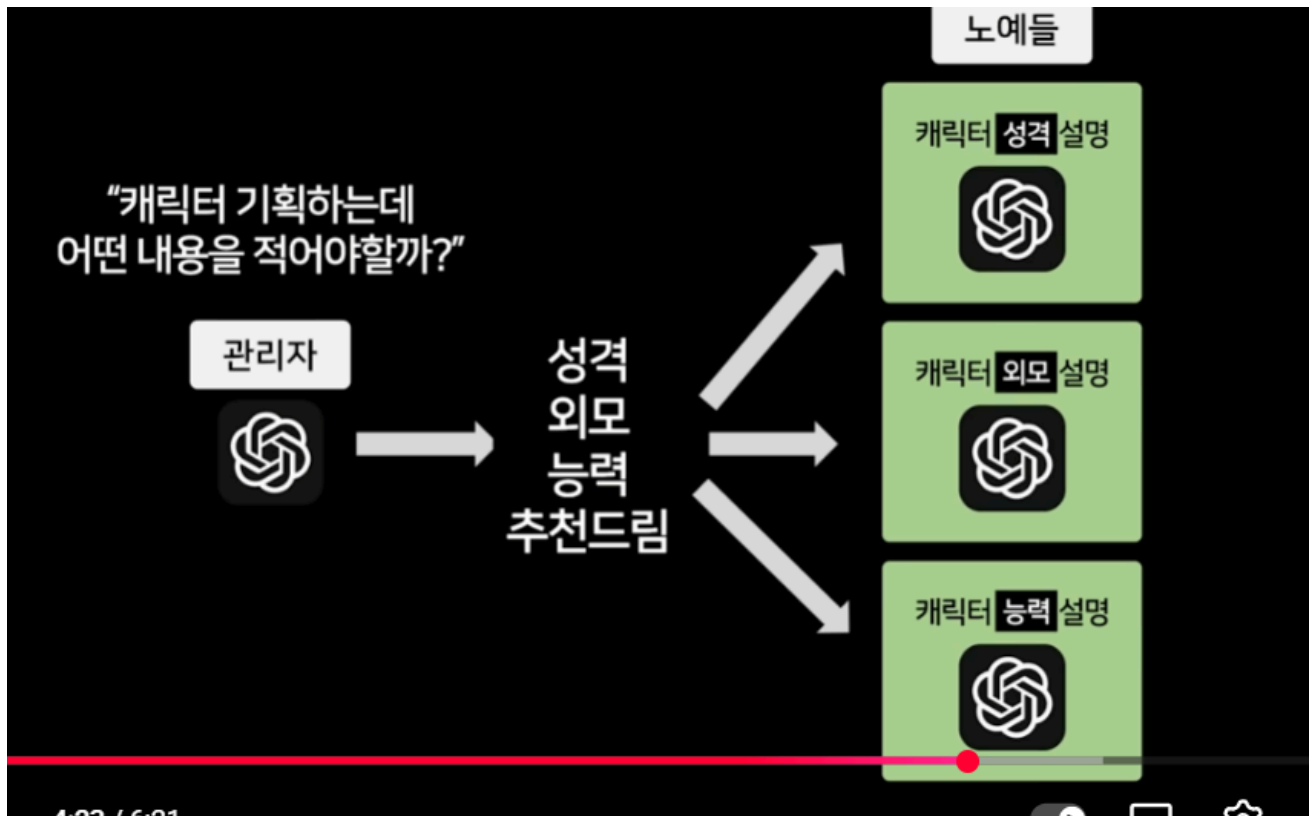 노예들
캐릭터 성격 설명
"캐릭터 기획하는데
어떤 내용을 적어야할까?"
관리자
성격
외모
능력
추천드림
캐릭터 외모 설명
캐릭터 능력 설명